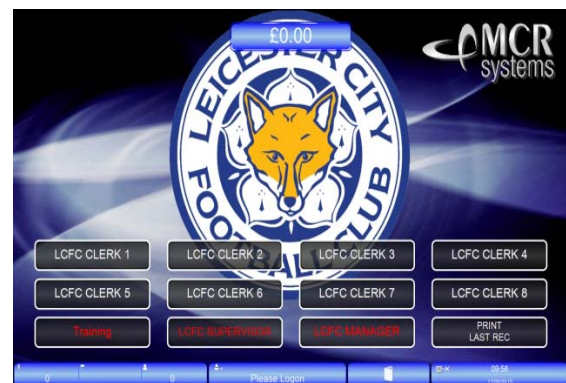 £0.00
MCR
systems
LEICESTER CITY
FOOTBALL CLUB
LCFC CLERK 1
LCFC CLERK 2
LCFC CLERK 3
LCFC CLERK 4
LCFC CLERK 5
LCFC CLERK 6
LCFC CLERK 7
LCFC CLERK 8
Training
LCFC SUPERVISOR
LCFC MANAGER
PRINT
LAST REC
0
0
Please Logon
09:56